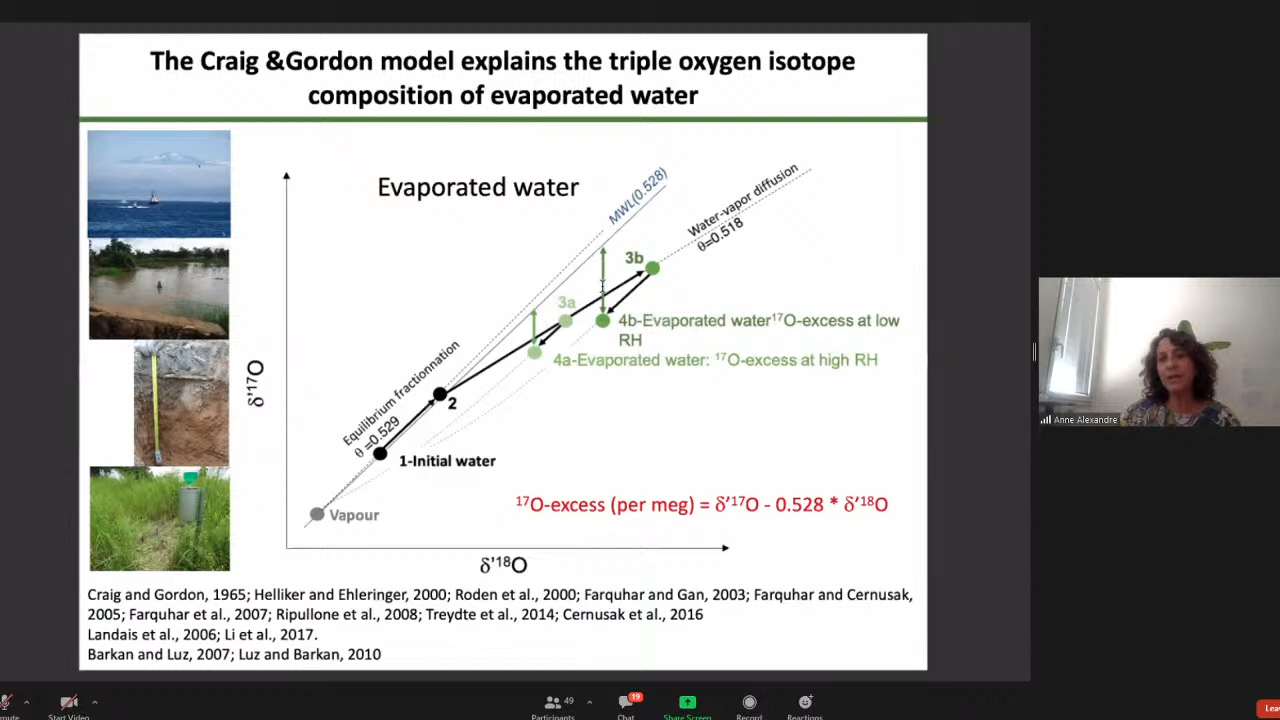 The Craig &Gordon model explains the triple oxygen isotope
composition of evaporated water
Evaporated water
MWL(0.528)
Water-vapor diffusion
θ=0.518
3b
3a
4b-Evaporated water¹⁷O-excess at low
RH
4a-Evaporated water: ¹⁷O-excess at high RH
Equilibrium fractionnation
θ =0.529
2
1-Initial water
Vapour
δ'¹⁷O
δ'¹⁸O
¹⁷O-excess (per meg) = δ'¹⁷O - 0.528 * δ'¹⁸O
Craig and Gordon, 1965; Helliker and Ehleringer, 2000; Roden et al., 2000; Farquhar and Gan, 2003; Farquhar and Cernusak,
2005; Farquhar et al., 2007; Ripullone et al., 2008; Treydte et al., 2014; Cernusak et al., 2016
Landais et al., 2006; Li et al., 2017.
Barkan and Luz, 2007; Luz and Barkan, 2010
Anne Alexandre
mute
Start Video
49
Participants
19
Chat
Share Screen
Record
Reactions
Lea